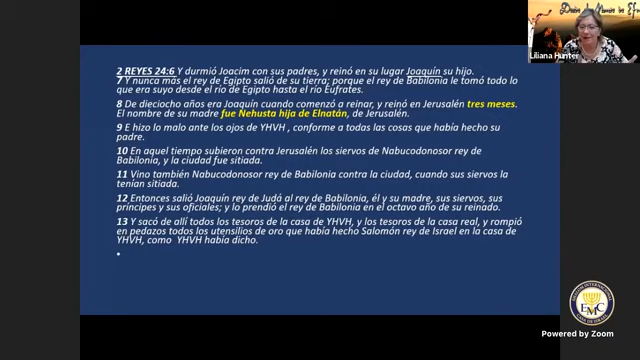 2 REYES 24:6 Y durmió Joacim con sus padres, y reinó en su lugar Joaquín su hijo.
7 Y nunca más el rey de Egipto salió de su tierra; porque el rey de Babilonia le tomó todo lo
que era suyo desde el río de Egipto hasta el río Eufrates.
8 De dieciocho años era Joaquín cuando comenzó a reinar, y reinó en Jerusalén tres meses.
El nombre de su madre fue Nehusta hija de Elnatán, de Jerusalén.
9 E hizo lo malo ante los ojos de YHVH , conforme a todas las cosas que había hecho su
padre.
10 En aquel tiempo subieron contra Jerusalén los siervos de Nabucodonosor rey de
Babilonia, y la ciudad fue sitiada.
11 Vino también Nabucodonosor rey de Babilonia contra la ciudad, cuando sus siervos la
tenían sitiada.
12 Entonces salió Joaquín rey de Judá al rey de Babilonia, él y su madre, sus siervos, sus
príncipes y sus oficiales; y lo prendió el rey de Babilonia en el octavo año de su reinado.
13 Y sacó de allí todos los tesoros de la casa de YHVH, y los tesoros de la casa real, y rompió
en pedazos todos los utensilios de oro que había hecho Salomón rey de Israel en la casa de
YHVH, como YHVH había dicho.
Liliana Hunter
EMC
Powered by Zoom